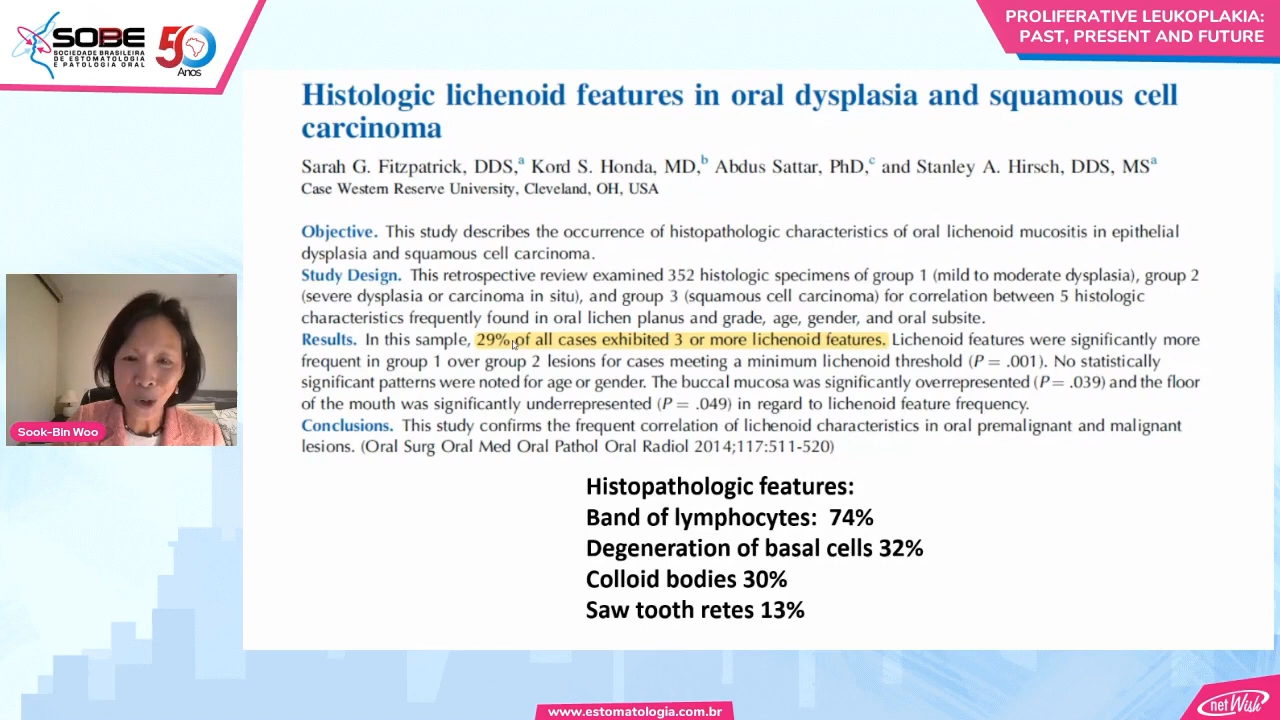 SOBE
SOCIEDADE BRASILEIRA
DE ESTOMATOLOGIA
E PATOLOGIA ORAL
50
Anos
PROLIFERATIVE LEUKOPLAKIA:
PAST, PRESENT AND FUTURE
Histologic lichenoid features in oral dysplasia and squamous cell
carcinoma
Sarah G. Fitzpatrick, DDS,a Kord S. Honda, MD,b Abdus Sattar, PhD,c and Stanley A. Hirsch, DDS, MSa
Case Western Reserve University, Cleveland, OH, USA
Objective. This study describes the occurrence of histopathologic characteristics of oral lichenoid mucositis in epithelial
dysplasia and squamous cell carcinoma.
Study Design. This retrospective review examined 352 histologic specimens of group 1 (mild to moderate dysplasia), group 2
(severe dysplasia or carcinoma in situ), and group 3 (squamous cell carcinoma) for correlation between 5 histologic
characteristics frequently found in oral lichen planus and grade, age, gender, and oral subsite.
Results. In this sample, 29% of all cases exhibited 3 or more lichenoid features. Lichenoid features were significantly more
frequent in group 1 over group 2 lesions for cases meeting a minimum lichenoid threshold (P = .001). No statistically
significant patterns were noted for age or gender. The buccal mucosa was significantly overrepresented (P = .039) and the floor
of the mouth was significantly underrepresented (P = .049) in regard to lichenoid feature frequency.
Conclusions. This study confirms the frequent correlation of lichenoid characteristics in oral premalignant and malignant
lesions. (Oral Surg Oral Med Oral Pathol Oral Radiol 2014;117:511-520)
Sook-Bin Woo
Histopathologic features:
Band of lymphocytes: 74%
Degeneration of basal cells 32%
Colloid bodies 30%
Saw tooth retes 13%
www.estomatologia.com.br
netWish